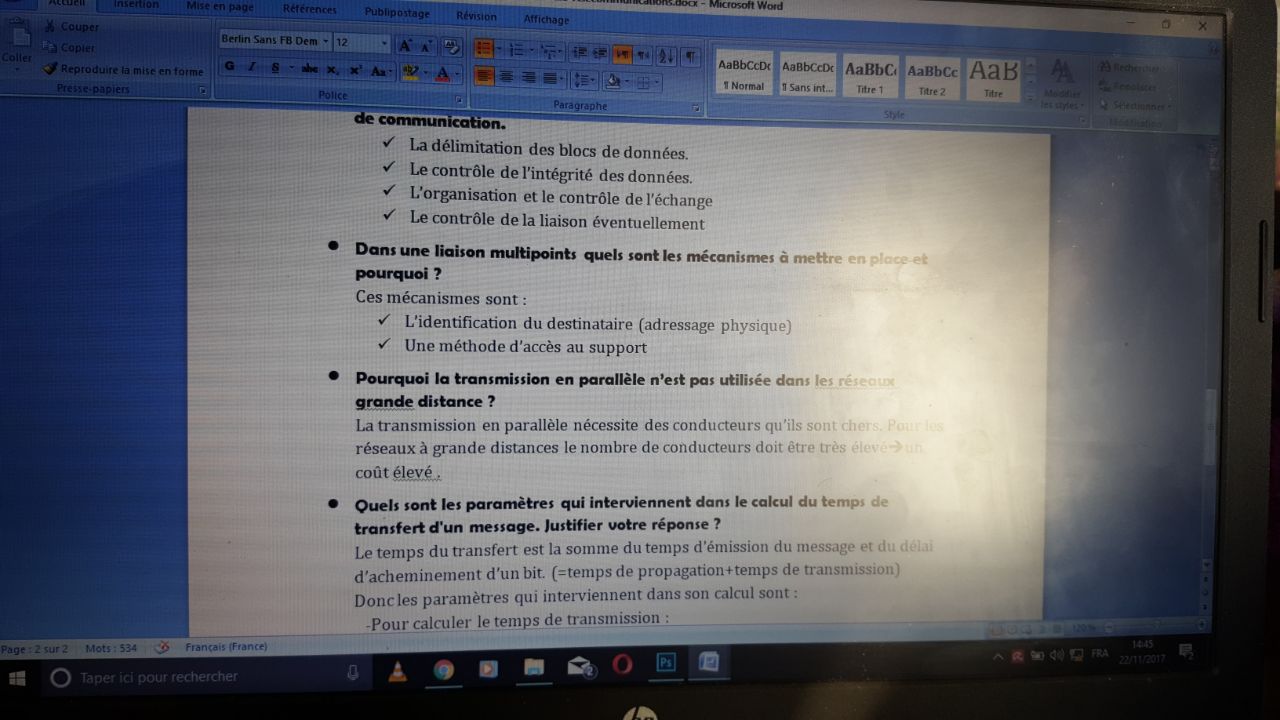 communications.docx - Microsoft Word
Accueil Insertion Mise en page Références Publipostage Révision Affichage
Coller
Couper
Copier
Reproduire la mise en forme
Presse-papiers
Berlin Sans FB Dem 12
G I S abc x₂ x² Aa
Police
Paragraphe
AaBbCcDc AaBbCcDc AaBbC AaBbCc AaB
¶ Normal ¶ Sans int... Titre 1 Titre 2 Titre
Modifier les styles
Style
Rechercher
Remplacer
Sélectionner
Modification
de communication.
✓ La délimitation des blocs de données.
✓ Le contrôle de l'intégrité des données.
✓ L'organisation et le contrôle de l'échange
✓ Le contrôle de la liaison éventuellement
• Dans une liaison multipoints quels sont les mécanismes à mettre en place et
pourquoi ?
Ces mécanismes sont :
✓ L'identification du destinataire (adressage physique)
✓ Une méthode d'accès au support
• Pourquoi la transmission en parallèle n'est pas utilisée dans les réseaux
grande distance ?
La transmission en parallèle nécessite des conducteurs qu'ils sont chers. Pour les
réseaux à grande distances le nombre de conducteurs doit être très élevé→un
coût élevé .
• Quels sont les paramètres qui interviennent dans le calcul du temps de
transfert d'un message. Justifier votre réponse ?
Le temps du transfert est la somme du temps d'émission du message et du délai
d'acheminement d'un bit. (=temps de propagation+temps de transmission)
Donc les paramètres qui interviennent dans son calcul sont :
-Pour calculer le temps de transmission :
Page : 2 sur 2 Mots : 534 Français (France) 120 %
Taper ici pour rechercher
Ps
FRA
14:45
22/11/2017
2
hp